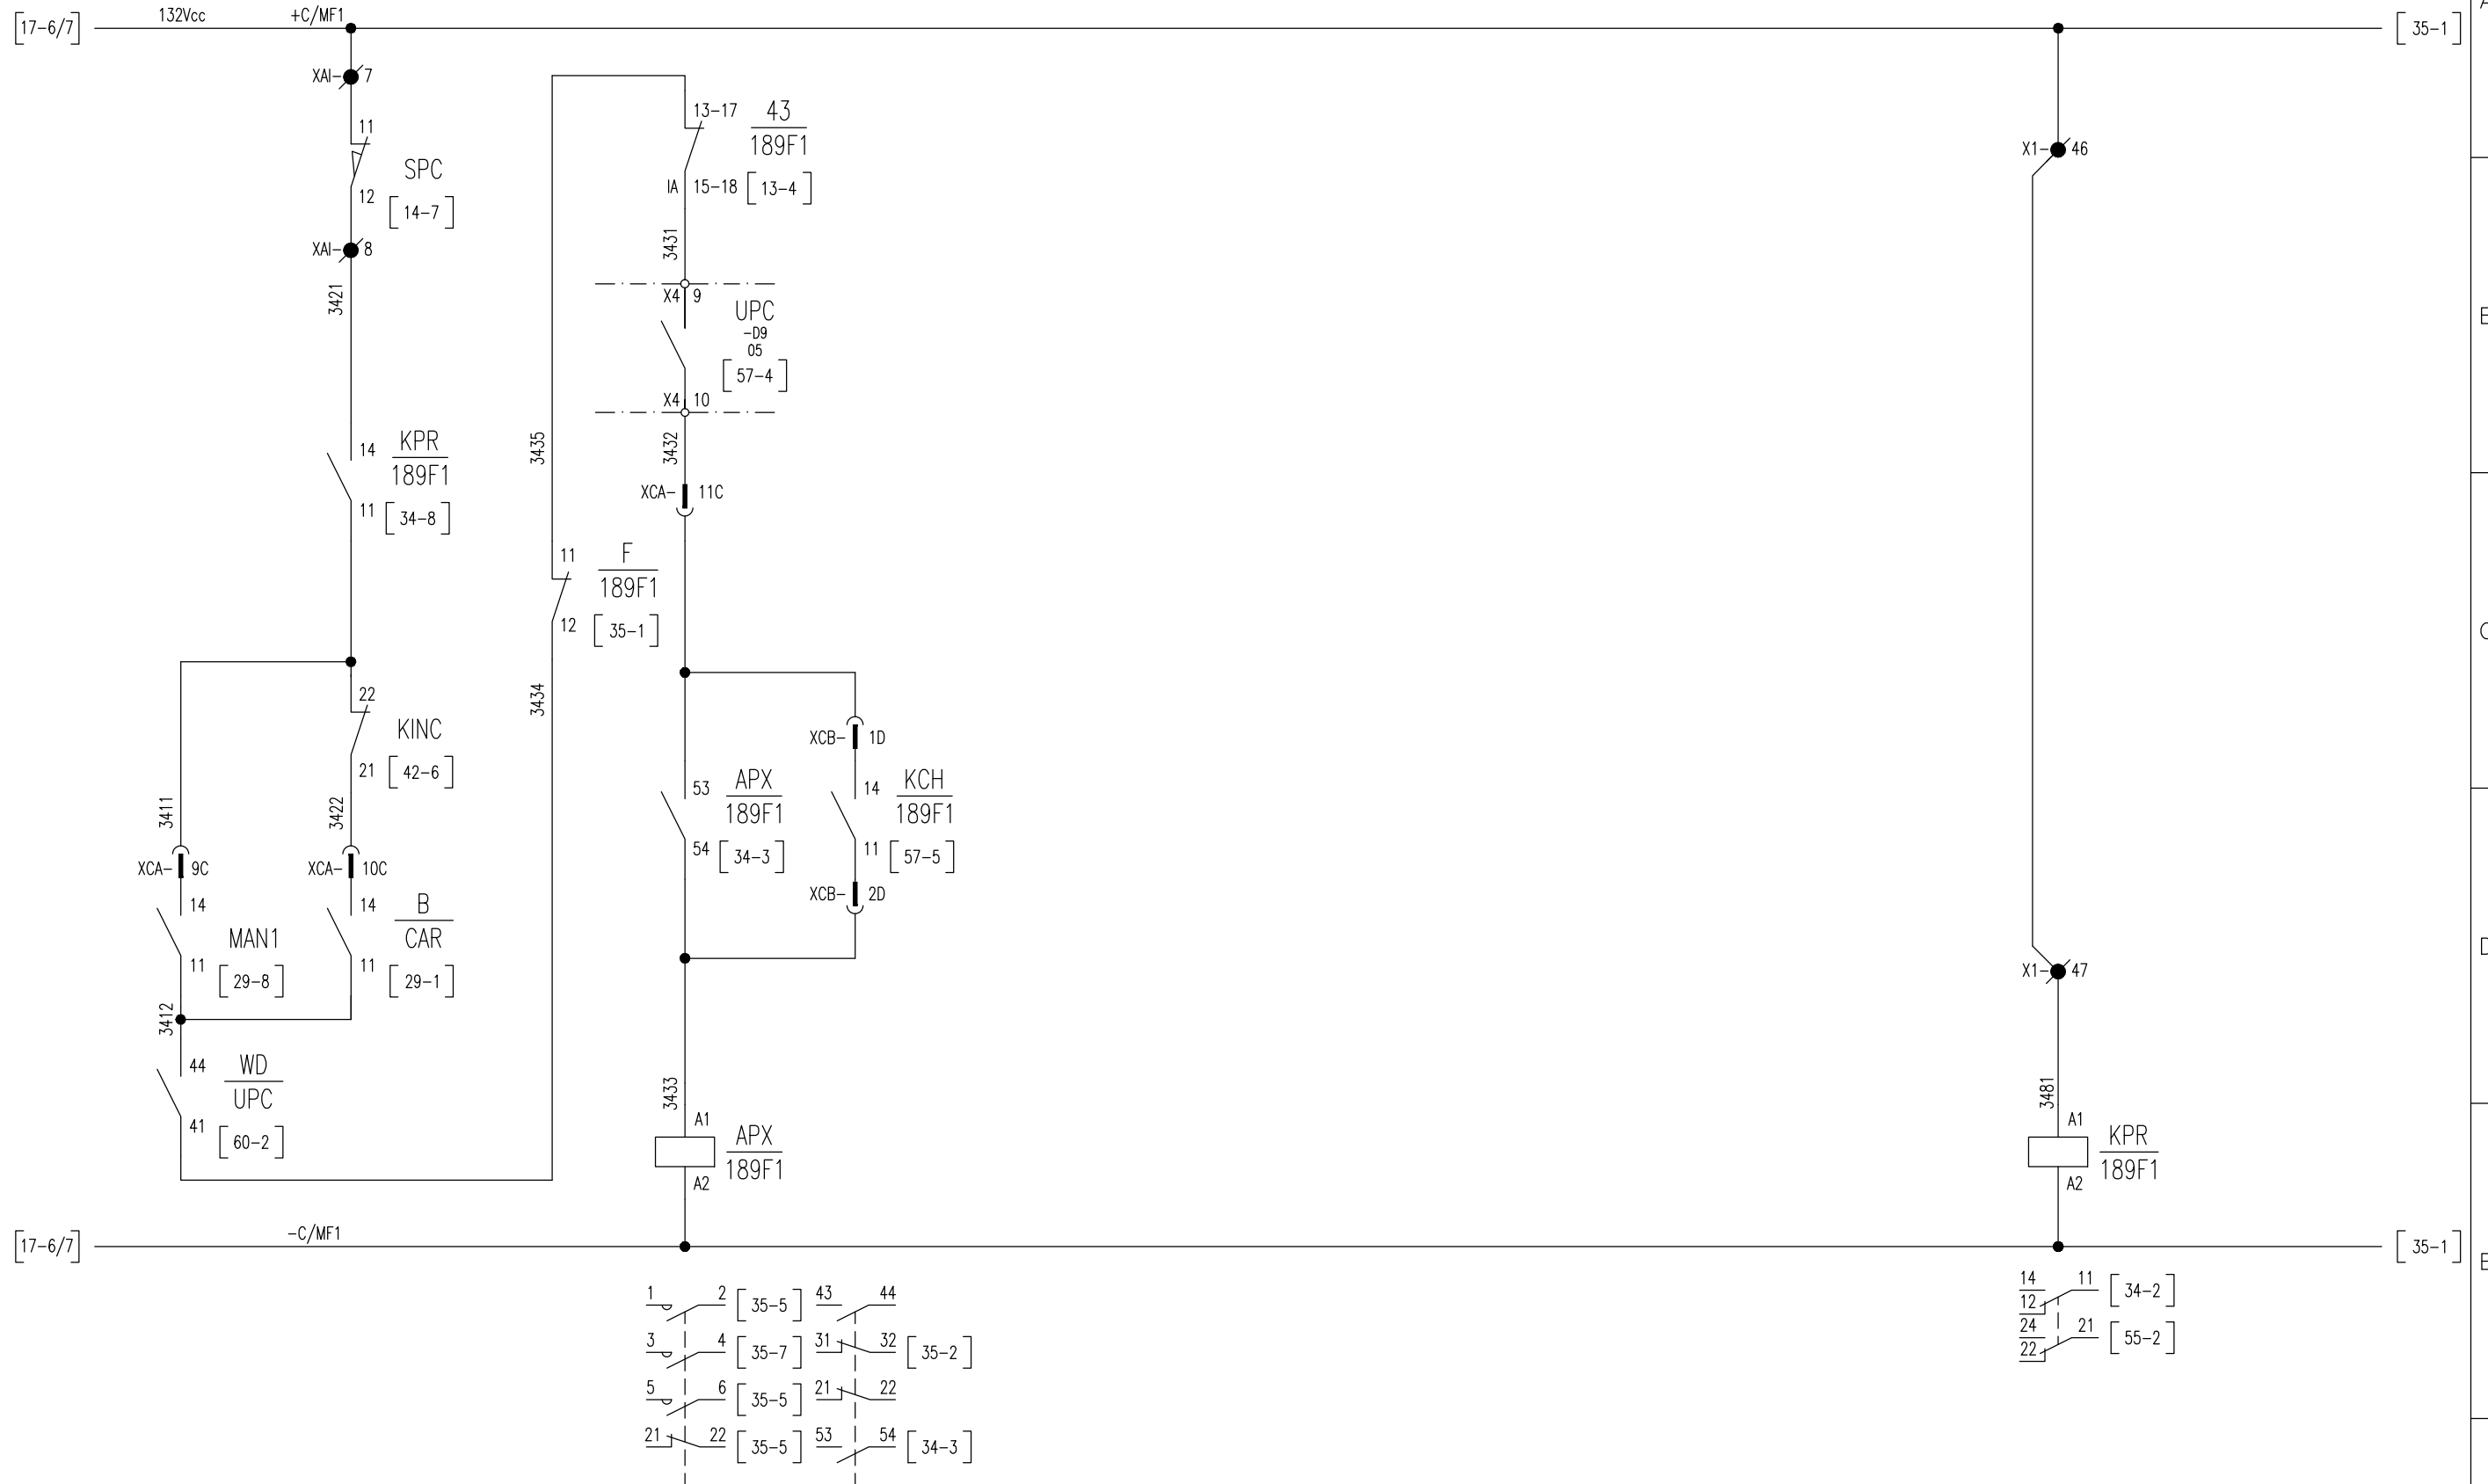 132Vcc +C/MF1
[17-6/7] [35-1]
XAI- 7
11
SPC
12
[14-7]
XAI- 8
3421
13-17 43
189F1
IA 15-18 [13-4]
3431
X4 9
UPC
-D9
05
[57-4]
X4 10
3432
XCA- 11C
3435
14 KPR
189F1
11 [34-8]
11 F
189F1
12 [35-1]
3434
22
KINC
21 [42-6]
3411
3422
XCA- 9C
XCA- 10C
14
MAN1
11 [29-8]
14 B
CAR
11 [29-1]
3412
44 WD
UPC
41 [60-2]
53 APX
189F1
54 [34-3]
XCB- 1D
14 KCH
189F1
11 [57-5]
XCB- 2D
3433
A1
APX
189F1
A2
X1- 46
X1- 47
3481
A1
KPR
189F1
A2
-C/MF1
[17-6/7] [35-1]
1 2 [35-5] 43 44
3 4 [35-7] 31 32 [35-2]
5 6 [35-5] 21 22
21 22 [35-5] 53 54 [34-3]
14 11 [34-2]
12
24 21 [55-2]
22
D